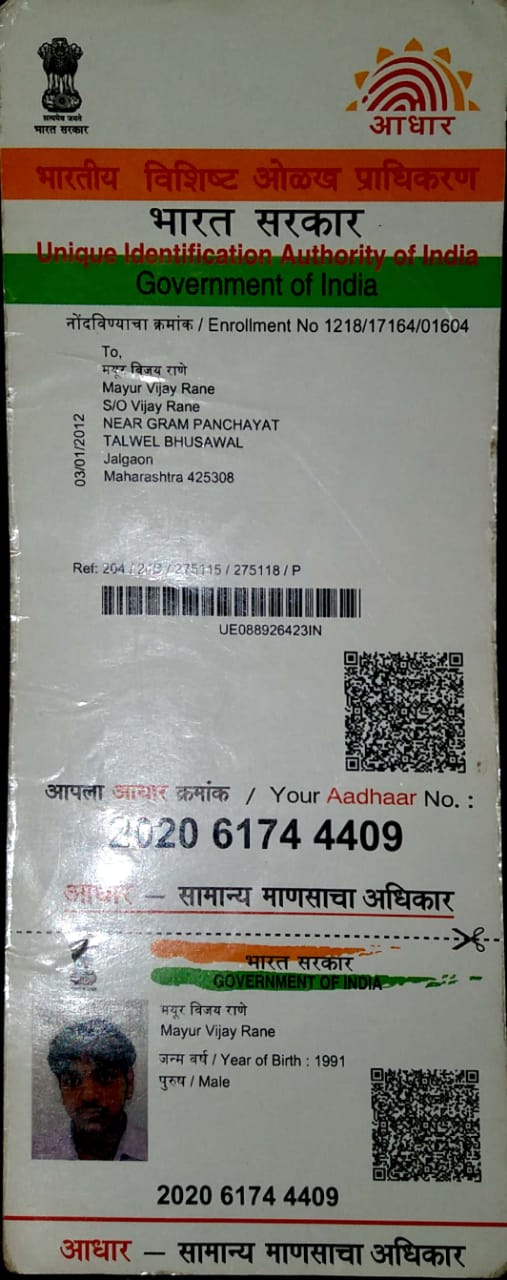 सत्यमेव जयते
भारत सरकार
आधार
भारतीय विशिष्ट ओळख प्राधिकरण
भारत सरकार
Unique Identification Authority of India
Government of India
नोंदविण्याचा क्रमांक / Enrollment No 1218/17164/01604
To,
मयूर विजय राणे
Mayur Vijay Rane
S/O Vijay Rane
NEAR GRAM PANCHAYAT
TALWEL BHUSAWAL
Jalgaon
Maharashtra 425308
03/01/2012
Ref: 204 / / 275115 / 275118 / P
UE088926423IN
आपला आधार क्रमांक / Your Aadhaar No. :
2020 6174 4409
आधार – सामान्य माणसाचा अधिकार
भारत सरकार
GOVERNMENT OF INDIA
मयूर विजय राणे
Mayur Vijay Rane
जन्म वर्ष / Year of Birth : 1991
पुरुष / Male
2020 6174 4409
आधार – सामान्य माणसाचा अधिकार